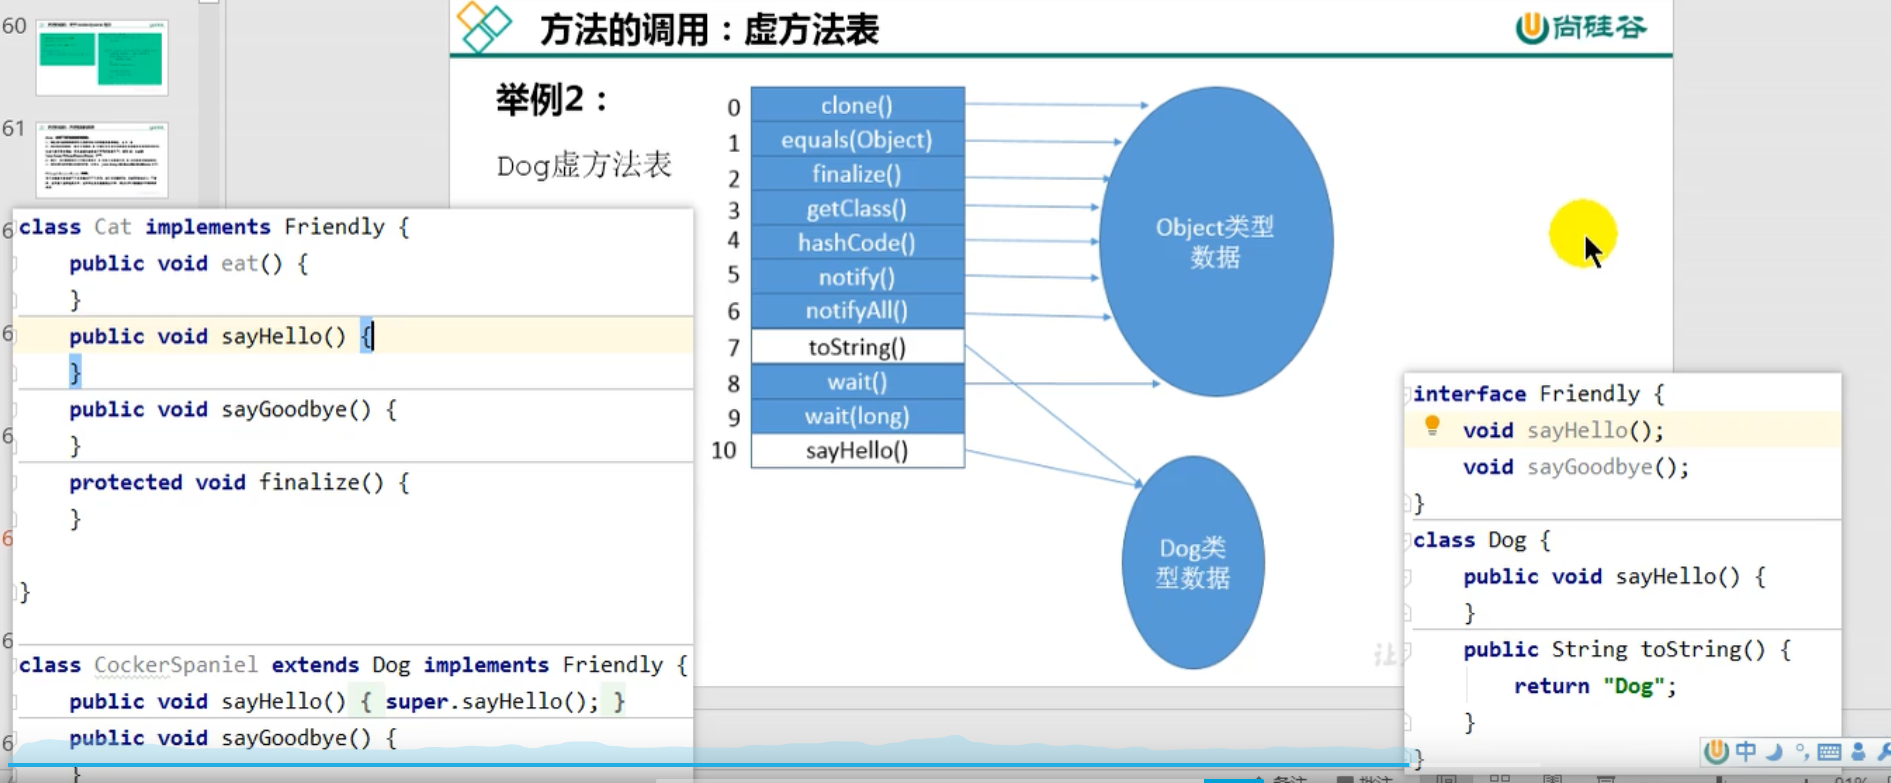 60
61
方法的调用：虚方法表
尚硅谷
举例2：
Dog虚方法表
0 clone()
1 equals(Object)
2 finalize()
3 getClass()
4 hashCode()
5 notify()
6 notifyAll()
7 toString()
8 wait()
9 wait(long)
10 sayHello()
Object类型
数据
Dog类
型数据
class Cat implements Friendly {
public void eat() {
}
public void sayHello() {
}
public void sayGoodbye() {
}
protected void finalize() {
}
}
class CockerSpaniel extends Dog implements Friendly {
public void sayHello() { super.sayHello(); }
public void sayGoodbye() {
}
interface Friendly {
void sayHello();
void sayGoodbye();
}
class Dog {
public void sayHello() {
}
public String toString() {
return "Dog";
}
}
让
中